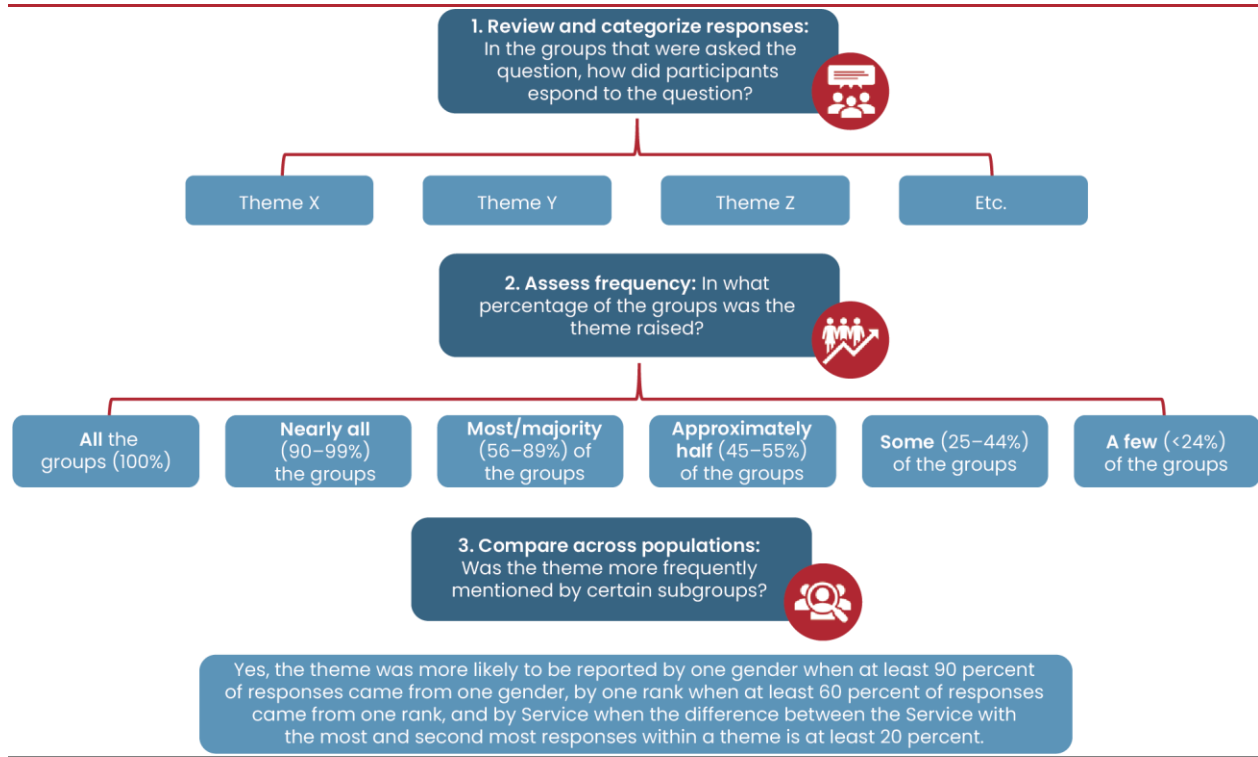 1. Review and categorize responses:
In the groups that were asked the
question, how did participants
espond to the question?
Theme X
Theme Y
Theme Z
Etc.
2. Assess frequency: In what
percentage of the groups was the
theme raised?
All the
groups (100%)
Nearly all
(90–99%)
the groups
Most/majority
(56–89%) of
the groups
Approximately
half (45–55%)
of the groups
Some (25–44%)
of the groups
A few (<24%)
of the groups
3. Compare across populations:
Was the theme more frequently
mentioned by certain subgroups?
Yes, the theme was more likely to be reported by one gender when at least 90 percent
of responses came from one gender, by one rank when at least 60 percent of responses
came from one rank, and by Service when the difference between the Service with
the most and second most responses within a theme is at least 20 percent.